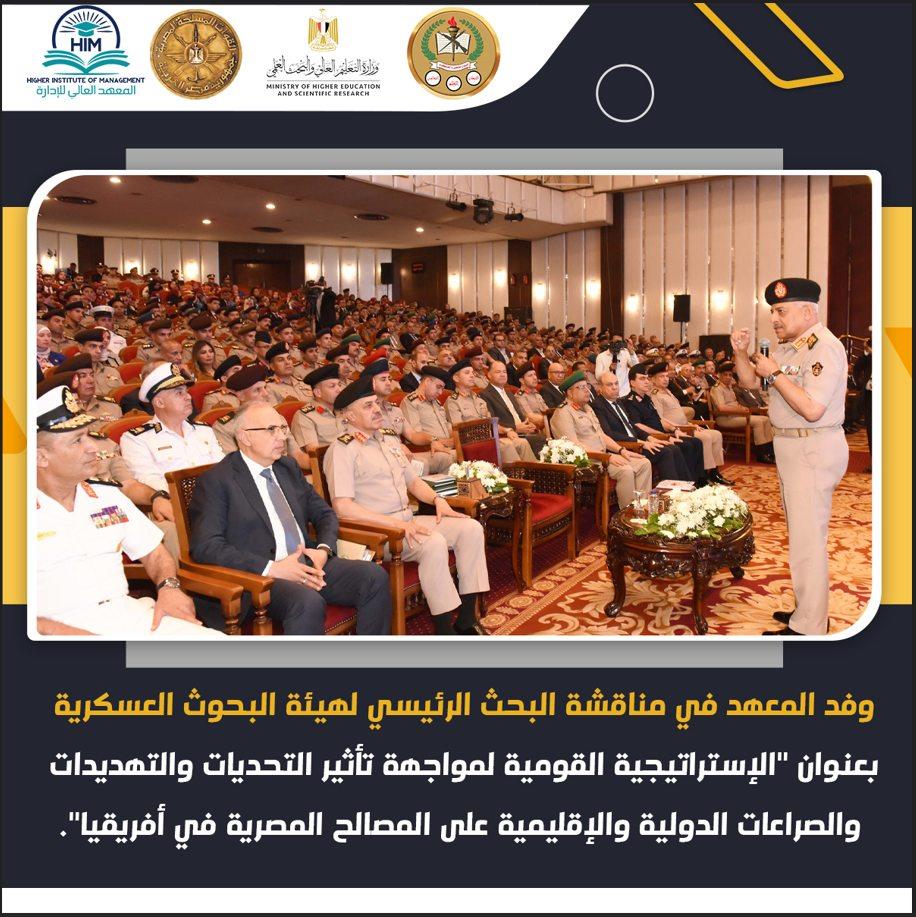 HIM
HIGHER INSTITUTE OF MANAGEMENT
المعهد العالي للإدارة
وزارة التعليم العالي والبحث العلمي
MINISTRY OF HIGHER EDUCATION
AND SCIENTIFIC RESEARCH
وفد المعهد في مناقشة البحث الرئيسي لهيئة البحوث العسكرية
بعنوان "الإستراتيجية القومية لمواجهة تأثير التحديات والتهديدات
والصراعات الدولية والإقليمية على المصالح المصرية في أفريقيا".